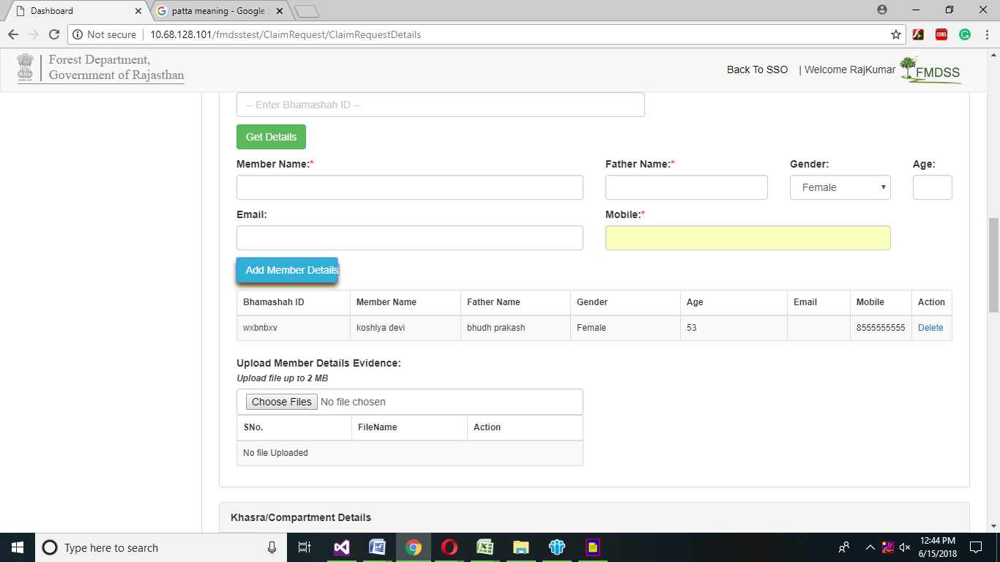 Dashboard
patta meaning - Google S
Not secure
10.68.128.101/fmdsstest/ClaimRequest/ClaimRequestDetails
CORS
Forest Department,
Government of Rajasthan
Back To SSO | Welcome RajKumar
FMDSS
-- Enter Bhamashah ID --
Get Details
Member Name:* Father Name:* Gender: Age:
Female
Email: Mobile:*
Add Member Details
Bhamashah ID Member Name Father Name Gender Age Email Mobile Action
wxbnbxv koshlya devi bhudh prakash Female 53 8555555555 Delete
Upload Member Details Evidence:
Upload file up to 2 MB
Choose Files No file chosen
SNo. FileName Action
No file Uploaded
Khasra/Compartment Details
Type here to search
12:44 PM
6/15/2018